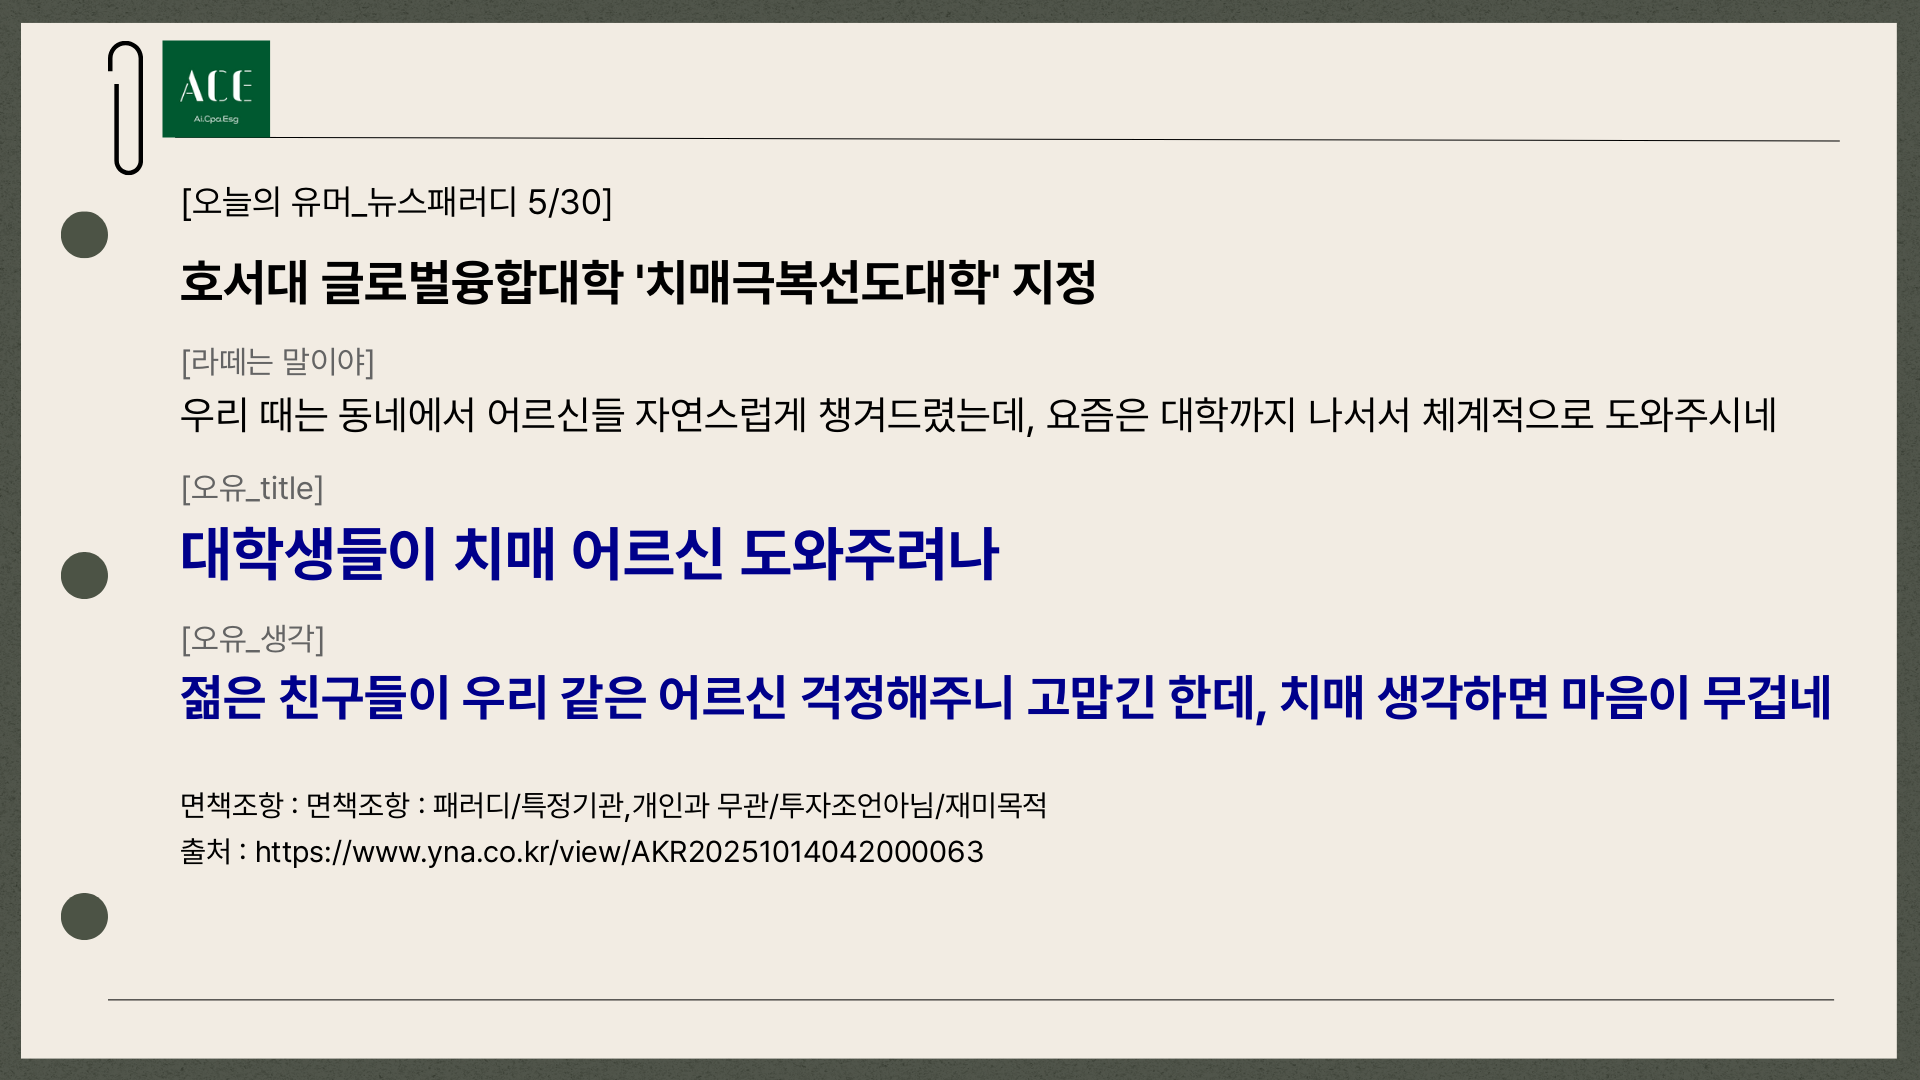 ACE
Ai.Cpa.Esg
[오늘의 유머_뉴스패러디 5/30]
호서대 글로벌융합대학 '치매극복선도대학' 지정
[라떼는 말이야]
우리 때는 동네에서 어르신들 자연스럽게 챙겨드렸는데, 요즘은 대학까지 나서서 체계적으로 도와주시네
[오유_title]
대학생들이 치매 어르신 도와주려나
[오유_생각]
젊은 친구들이 우리 같은 어르신 걱정해주니 고맙긴 한데, 치매 생각하면 마음이 무겁네
면책조항 : 면책조항 : 패러디/특정기관,개인과 무관/투자조언아님/재미목적
출처 : https://www.yna.co.kr/view/AKR20251014042000063